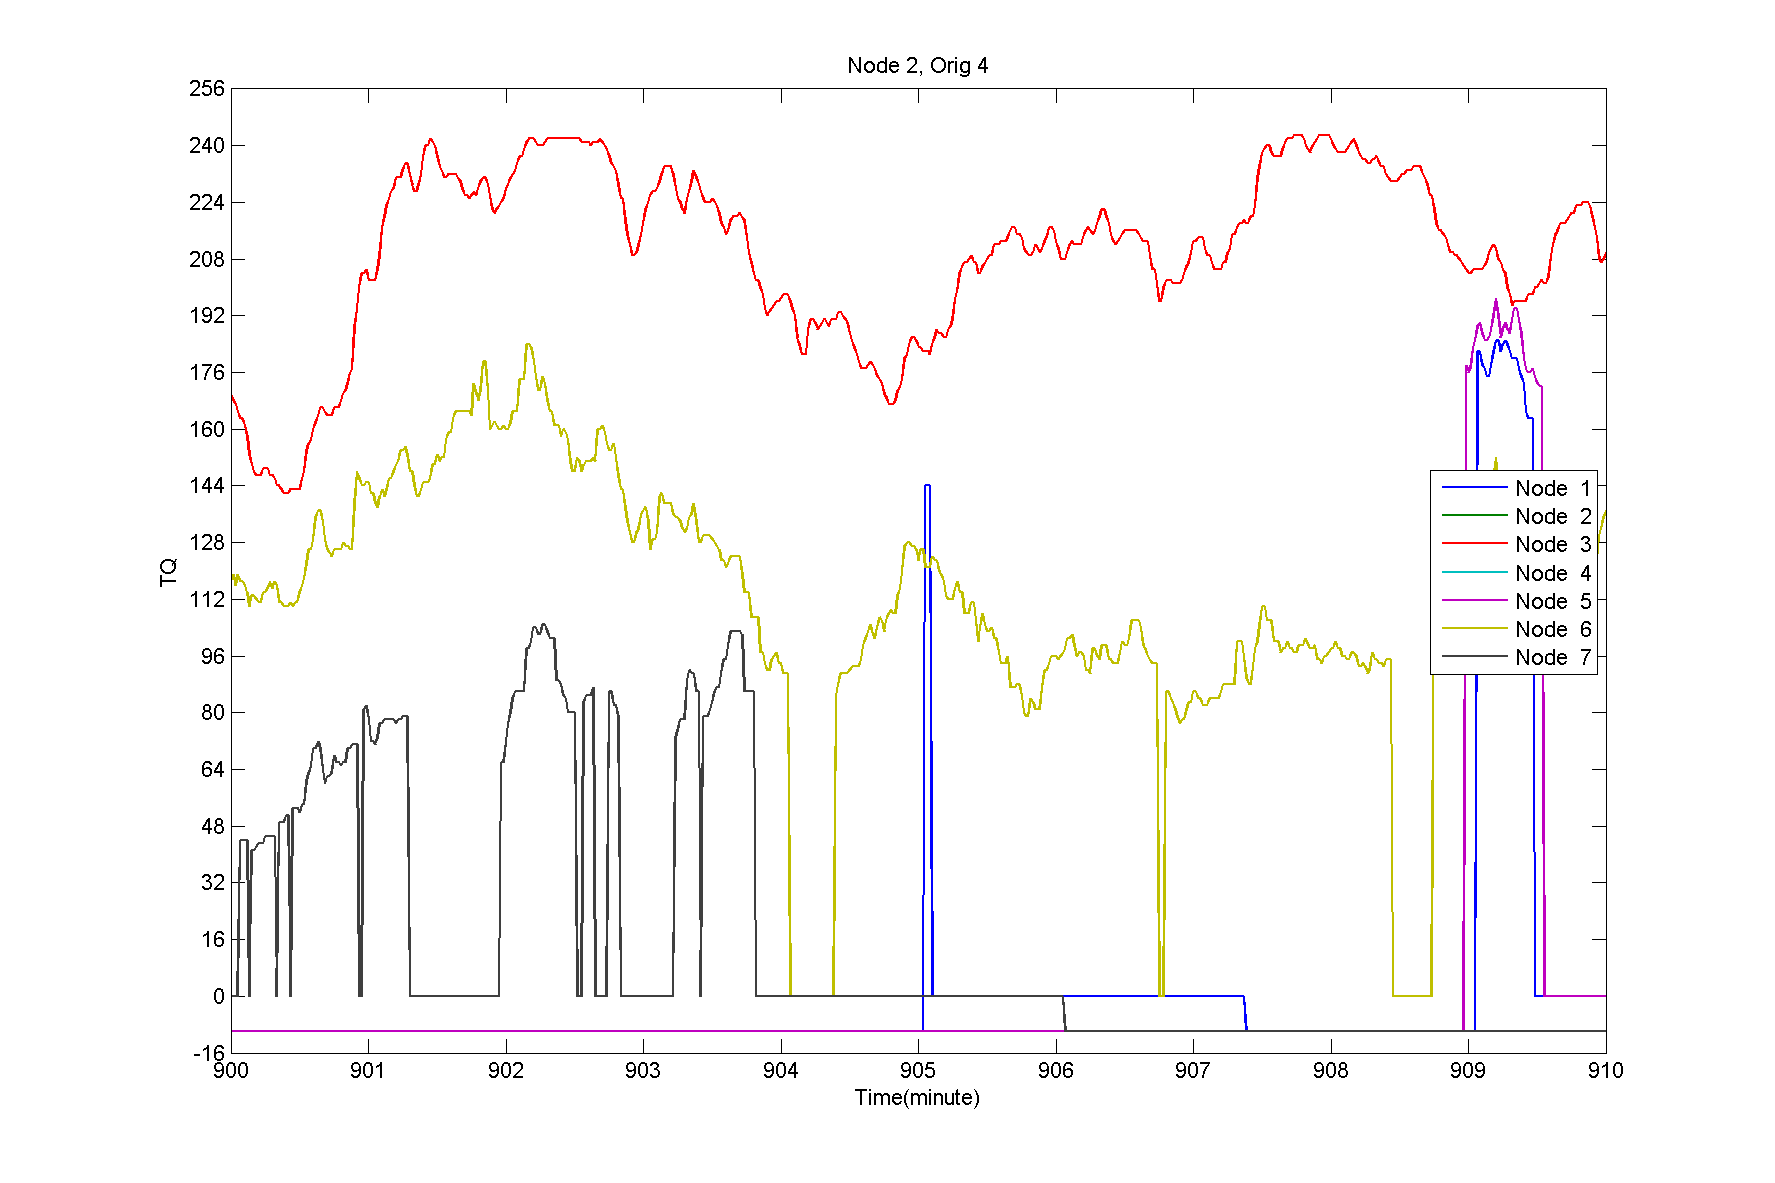 Node 2, Orig 4
256
240
224
208
192
176
160
144
128
112
96
80
64
48
32
16
0
-16
TQ
Node 1
Node 2
Node 3
Node 4
Node 5
Node 6
Node 7
900 901 902 903 904 905 906 907 908 909 910
Time(minute)